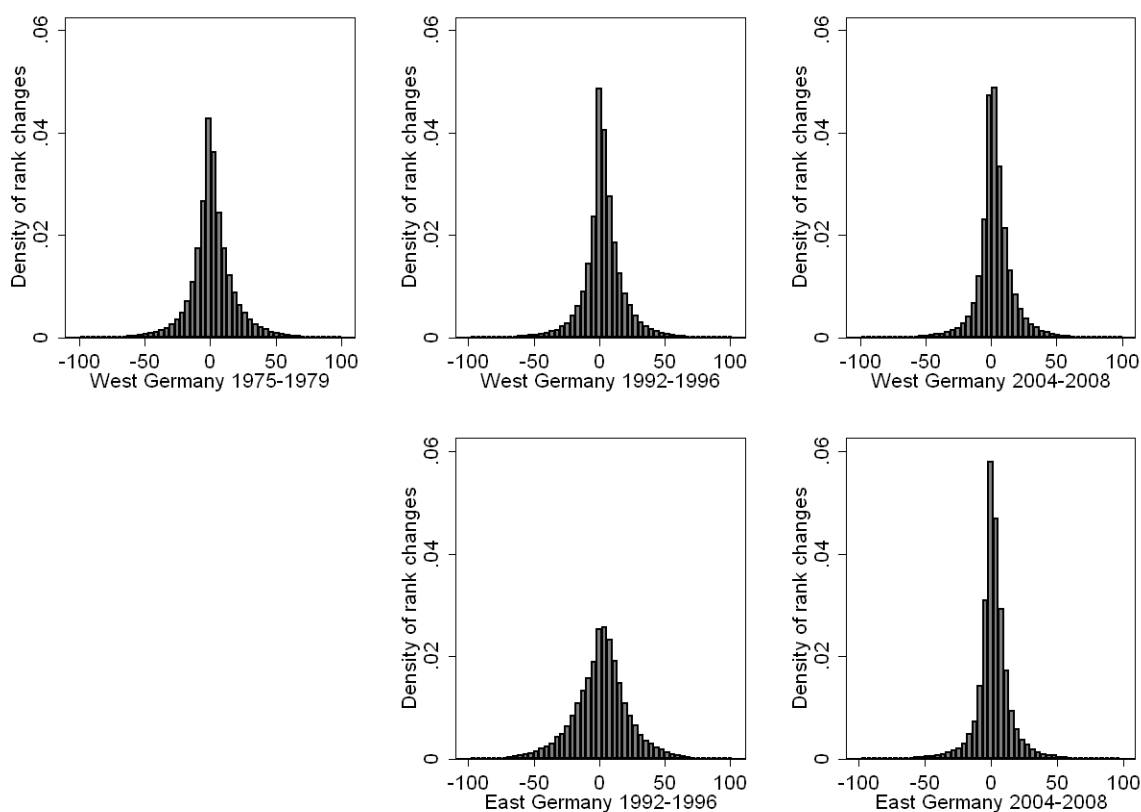 Density of rank changes
.06
.04
.02
0
-100 -50 0 50 100
West Germany 1975-1979
Density of rank changes
.06
.04
.02
0
-100 -50 0 50 100
West Germany 1992-1996
Density of rank changes
.06
.04
.02
0
-100 -50 0 50 100
West Germany 2004-2008
Density of rank changes
.06
.04
.02
0
-100 -50 0 50 100
East Germany 1992-1996
Density of rank changes
.06
.04
.02
0
-100 -50 0 50 100
East Germany 2004-2008